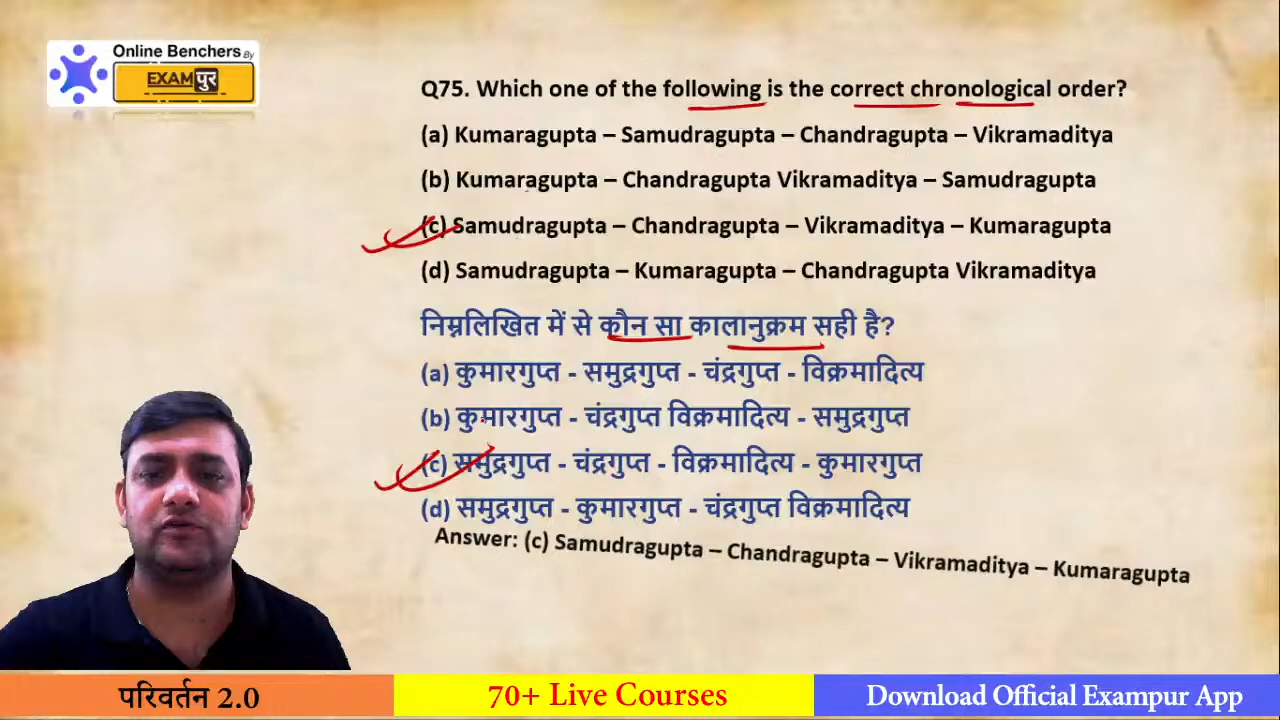 Online Benchers By
EXAMपुर
Q75. Which one of the following is the correct chronological order?
(a) Kumaragupta – Samudragupta – Chandragupta – Vikramaditya
(b) Kumaragupta – Chandragupta Vikramaditya – Samudragupta
(c) Samudragupta – Chandragupta – Vikramaditya – Kumaragupta
(d) Samudragupta – Kumaragupta – Chandragupta Vikramaditya
निम्नलिखित में से कौन सा कालानुक्रम सही है?
(a) कुमारगुप्त - समुद्रगुप्त - चंद्रगुप्त - विक्रमादित्य
(b) कुमारगुप्त - चंद्रगुप्त विक्रमादित्य - समुद्रगुप्त
(c) समुद्रगुप्त - चंद्रगुप्त - विक्रमादित्य - कुमारगुप्त
(d) समुद्रगुप्त - कुमारगुप्त - चंद्रगुप्त विक्रमादित्य
Answer: (c) Samudragupta – Chandragupta – Vikramaditya – Kumaragupta
परिवर्तन 2.0
70+ Live Courses
Download Official Exampur App